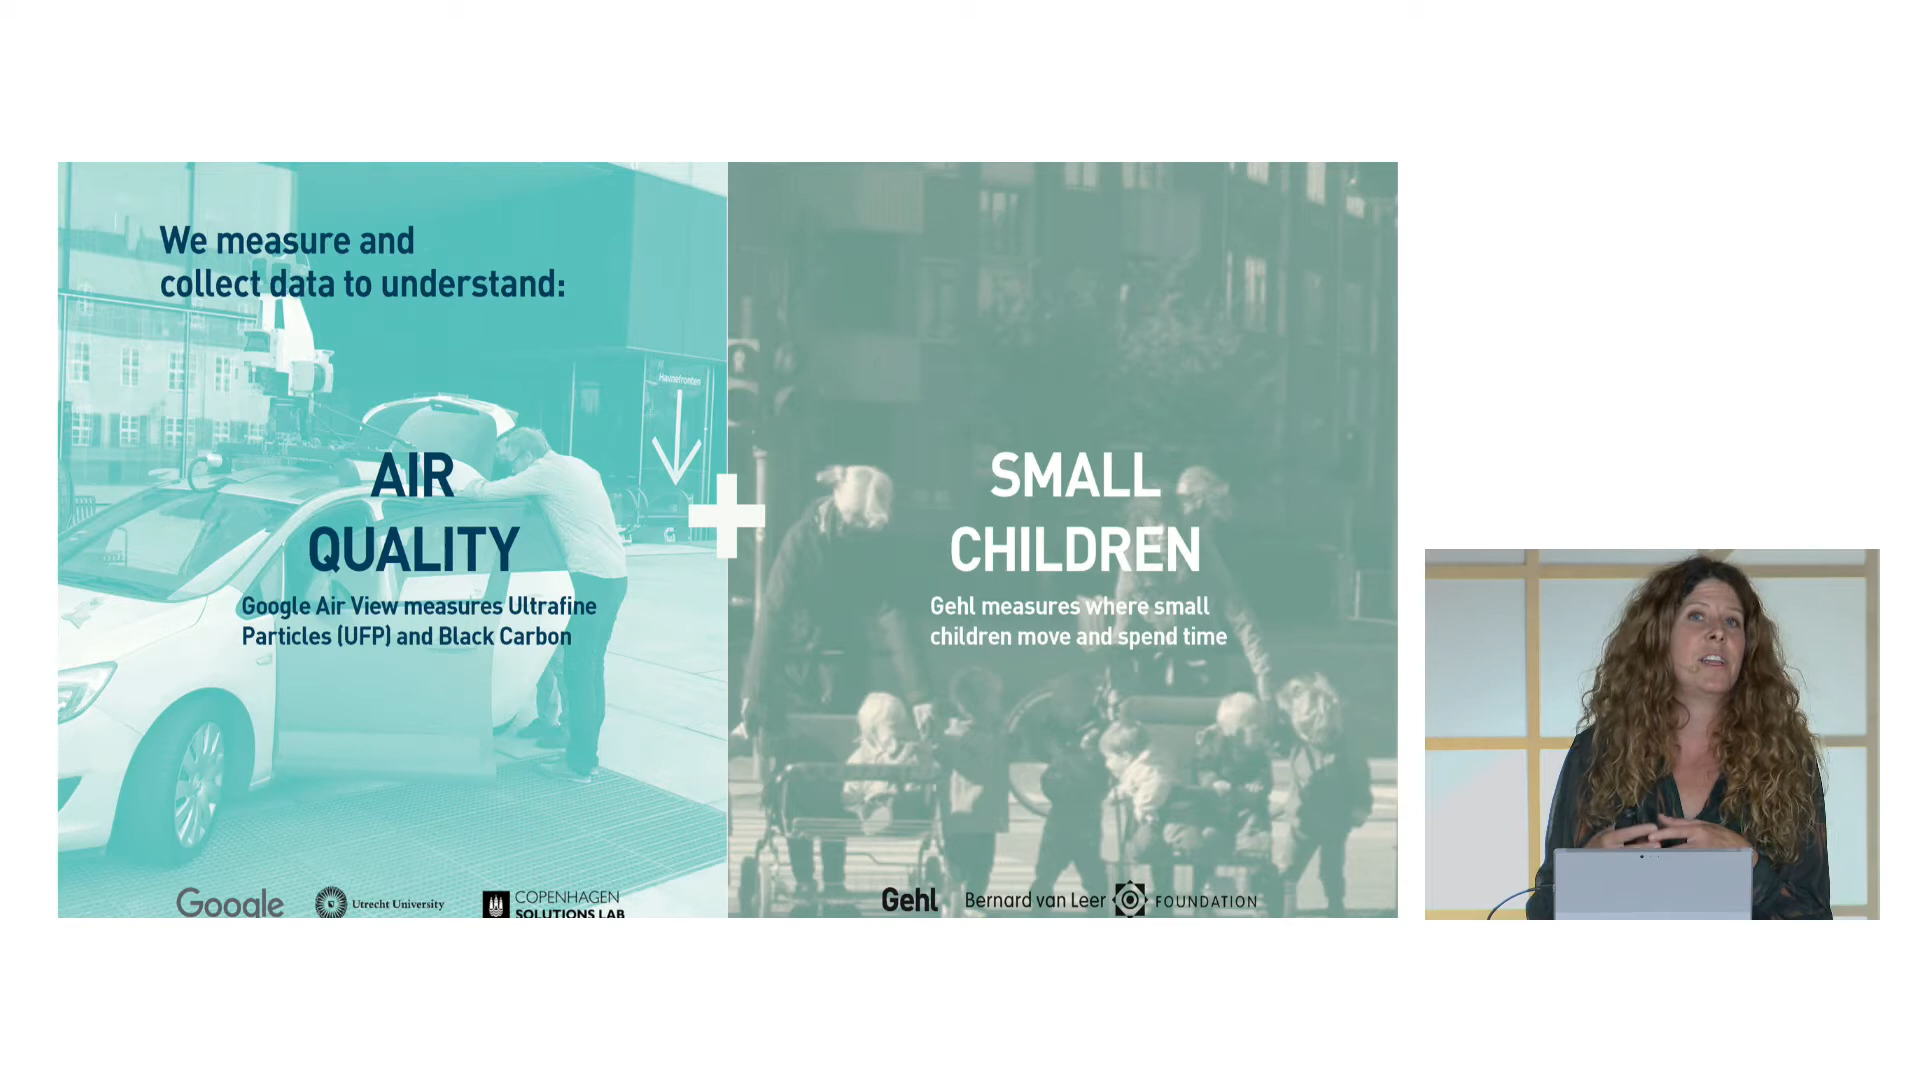 We measure and
collect data to understand:
Havnefronten
AIR
QUALITY
Google Air View measures Ultrafine
Particles (UFP) and Black Carbon
Google
Utrecht University
COPENHAGEN
SOLUTIONS LAB
SMALL
CHILDREN
Gehl measures where small
children move and spend time
Gehl
Bernard van Leer FOUNDATION